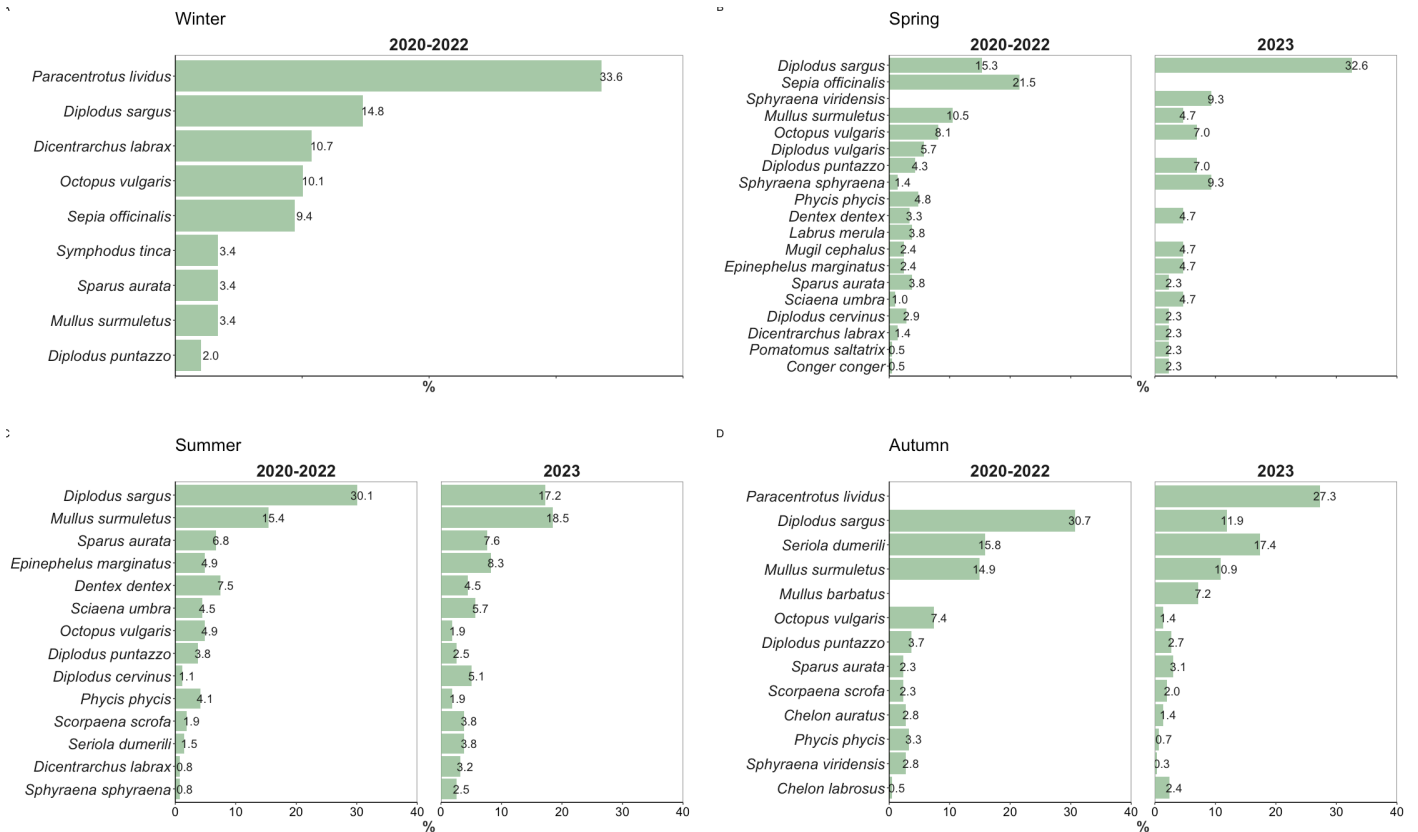 A
Winter
2020-2022
Paracentrotus lividus 33.6
Diplodus sargus 14.8
Dicentrarchus labrax 10.7
Octopus vulgaris 10.1
Sepia officinalis 9.4
Symphodus tinca 3.4
Sparus aurata 3.4
Mullus surmuletus 3.4
Diplodus puntazzo 2.0
%
B
Spring
2020-2022 2023
Diplodus sargus 15.3 32.6
Sepia officinalis 21.5
Sphyraena viridensis 9.3
Mullus surmuletus 10.5 4.7
Octopus vulgaris 8.1 7.0
Diplodus vulgaris 5.7
Diplodus puntazzo 4.3 7.0
Sphyraena sphyraena 1.4 9.3
Phycis phycis 4.8
Dentex dentex 3.3 4.7
Labrus merula 3.8
Mugil cephalus 2.4 4.7
Epinephelus marginatus 2.4 4.7
Sparus aurata 3.8 2.3
Sciaena umbra 1.0 4.7
Diplodus cervinus 2.9 2.3
Dicentrarchus labrax 1.4 2.3
Pomatomus saltatrix 0.5 2.3
Conger conger 0.5 2.3
%
C
Summer
2020-2022 2023
Diplodus sargus 30.1 17.2
Mullus surmuletus 15.4 18.5
Sparus aurata 6.8 7.6
Epinephelus marginatus 4.9 8.3
Dentex dentex 7.5 4.5
Sciaena umbra 4.5 5.7
Octopus vulgaris 4.9 1.9
Diplodus puntazzo 3.8 2.5
Diplodus cervinus 1.1 5.1
Phycis phycis 4.1 1.9
Scorpaena scrofa 1.9 3.8
Seriola dumerili 1.5 3.8
Dicentrarchus labrax 0.8 3.2
Sphyraena sphyraena 0.8 2.5
0 10 20 30 40 0 10 20 30 40
%
D
Autumn
2020-2022 2023
Paracentrotus lividus 27.3
Diplodus sargus 30.7 11.9
Seriola dumerili 15.8 17.4
Mullus surmuletus 14.9 10.9
Mullus barbatus 7.2
Octopus vulgaris 7.4 1.4
Diplodus puntazzo 3.7 2.7
Sparus aurata 2.3 3.1
Scorpaena scrofa 2.3 2.0
Chelon auratus 2.8 1.4
Phycis phycis 3.3 0.7
Sphyraena viridensis 2.8 0.3
Chelon labrosus 0.5 2.4
0 10 20 30 40 0 10 20 30 40
%